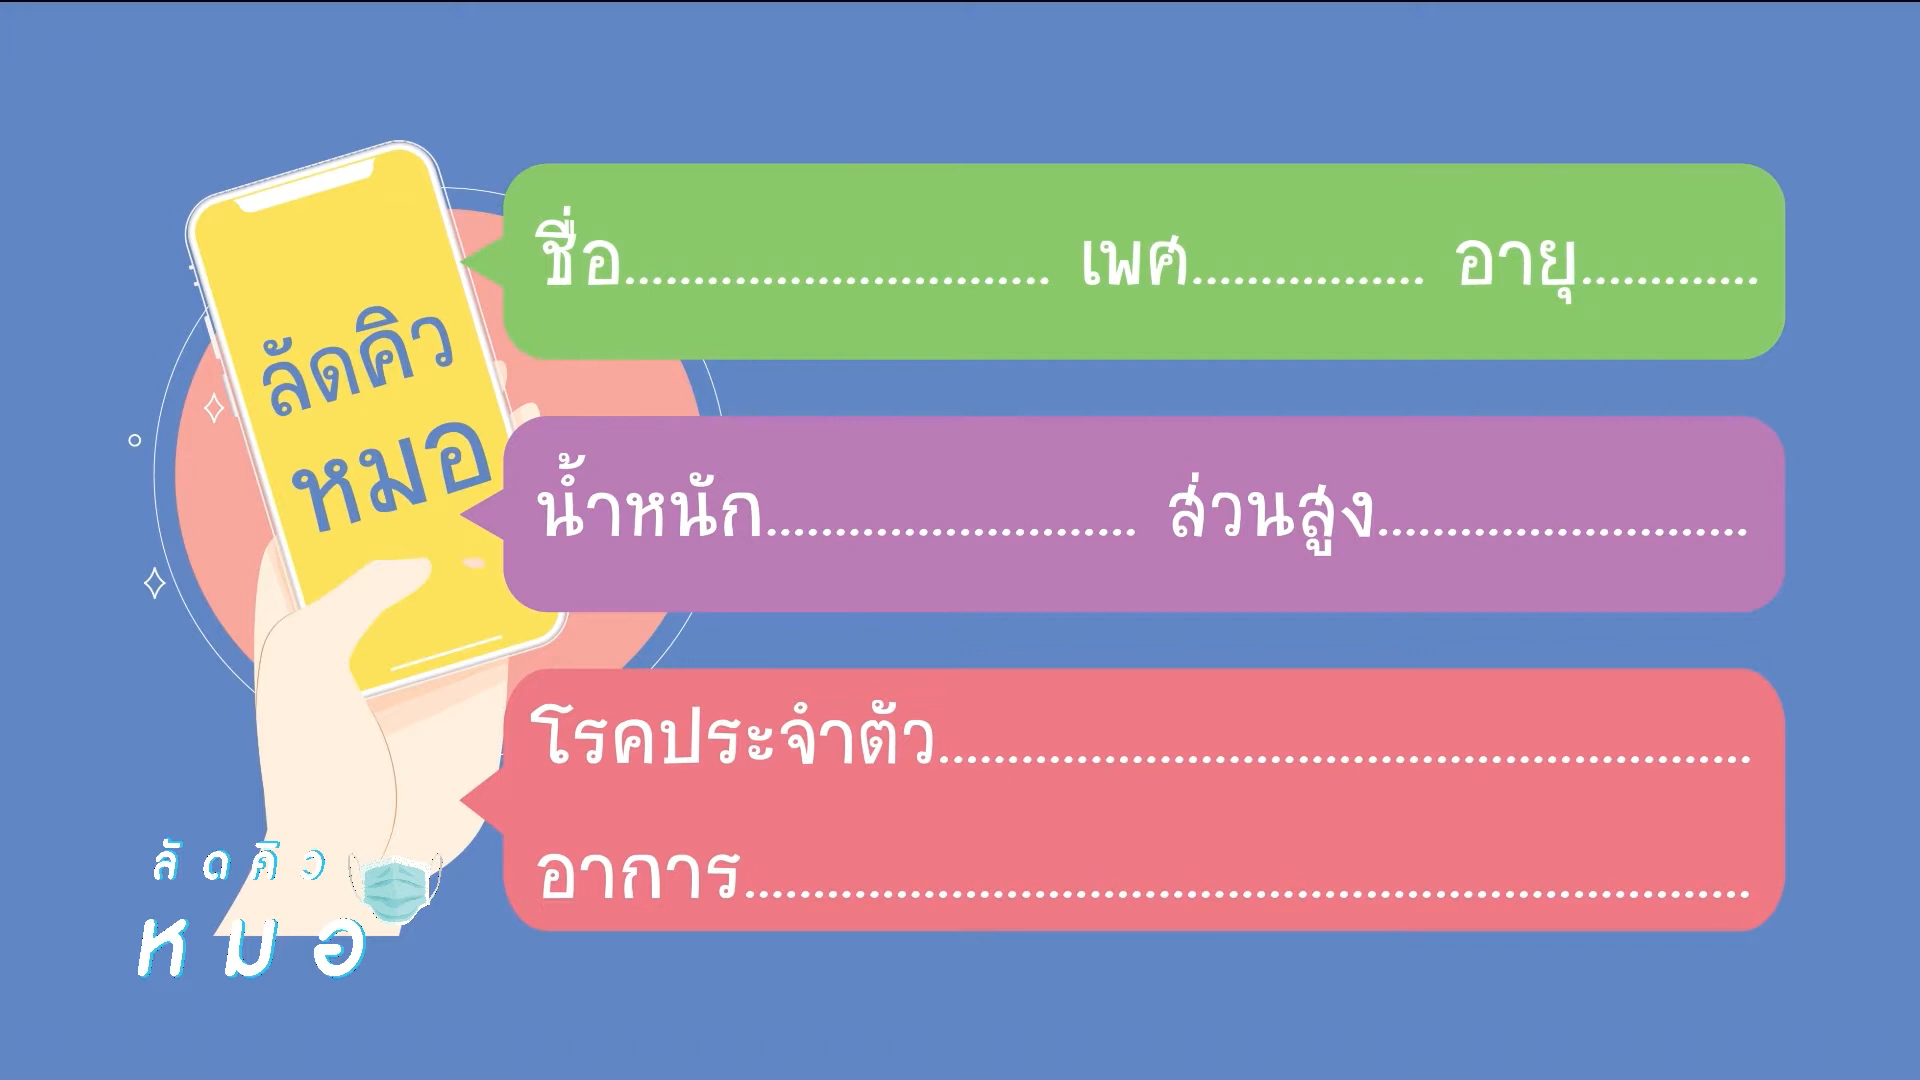 ลัดคิว
หมอ
ชื่อ............................ เพศ................. อายุ.............
น้ำหนัก........................... ส่วนสูง...........................
โรคประจำตัว............................................................
อาการ..........................................................................
ลัดคิว
หมอ